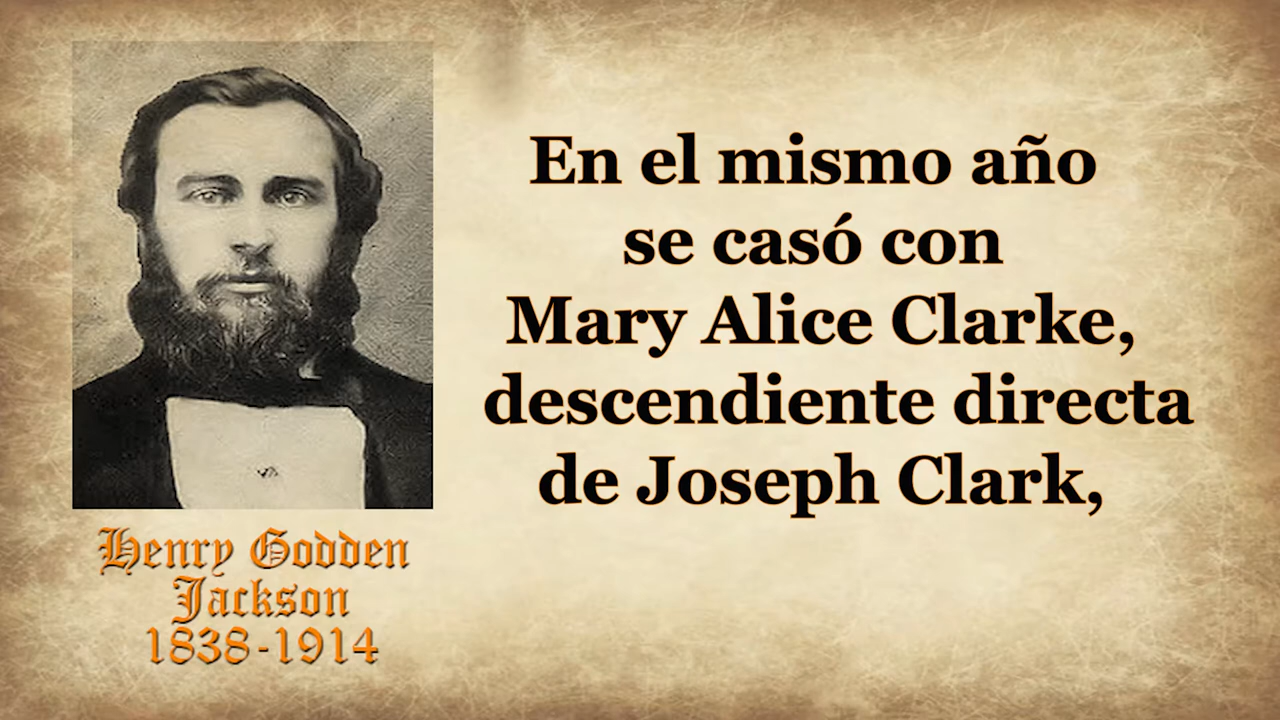 En el mismo año
se casó con
Mary Alice Clarke,
descendiente directa
de Joseph Clark,
Henry Godden
Jackson
1838-1914